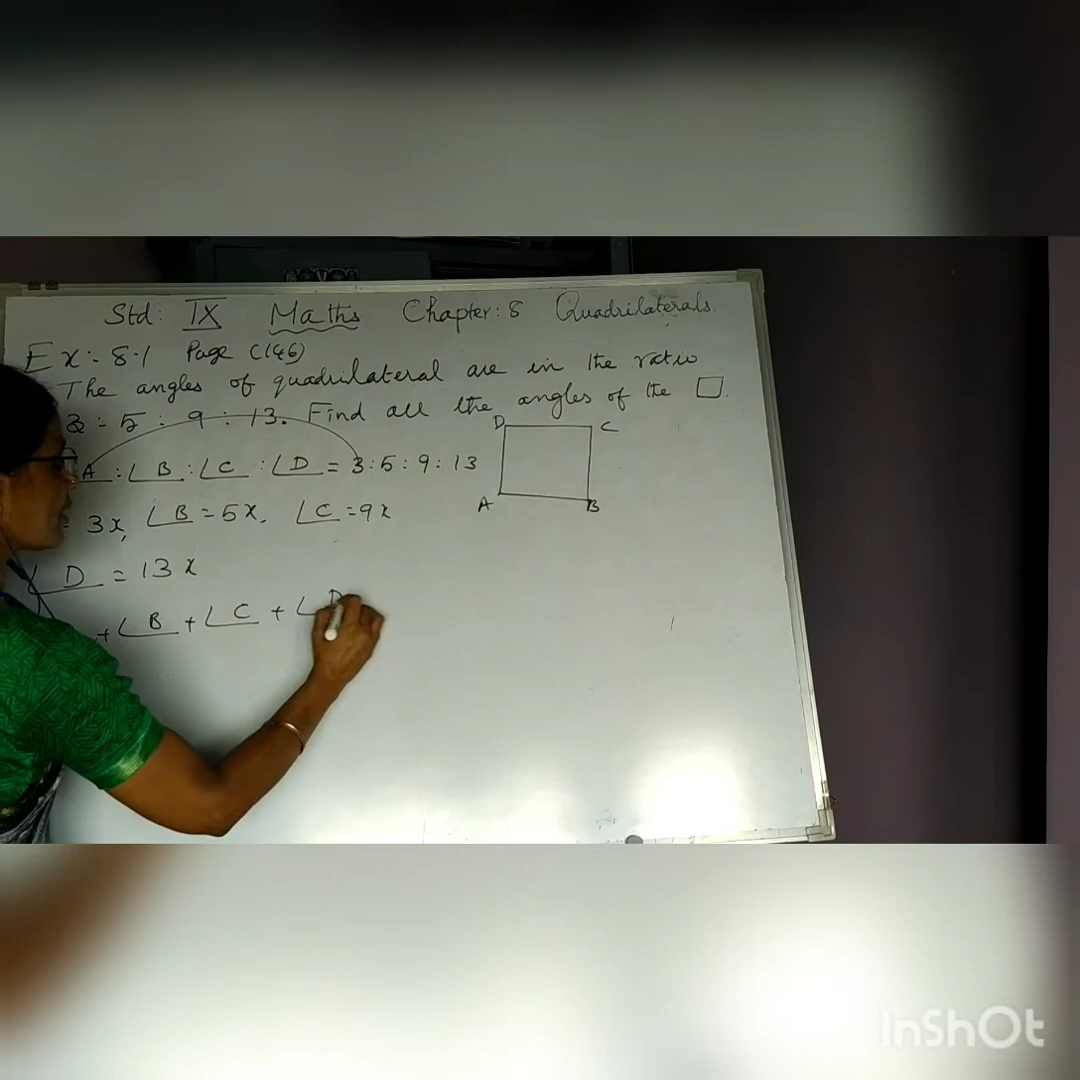 Std: IX Maths Chapter: 8 Quadrilaterals.
Ex:- 8.1 Page (146)
The angles of quadrilateral are in the ratio
3 : 5 : 9 : 13. Find all the angles of the □.
A : ∠B : ∠C : ∠D = 3 : 5 : 9 : 13
D C
A B
= 3x, ∠B = 5x, ∠C = 9x
∠D = 13x
+ ∠B + ∠C + ∠D
InShOt